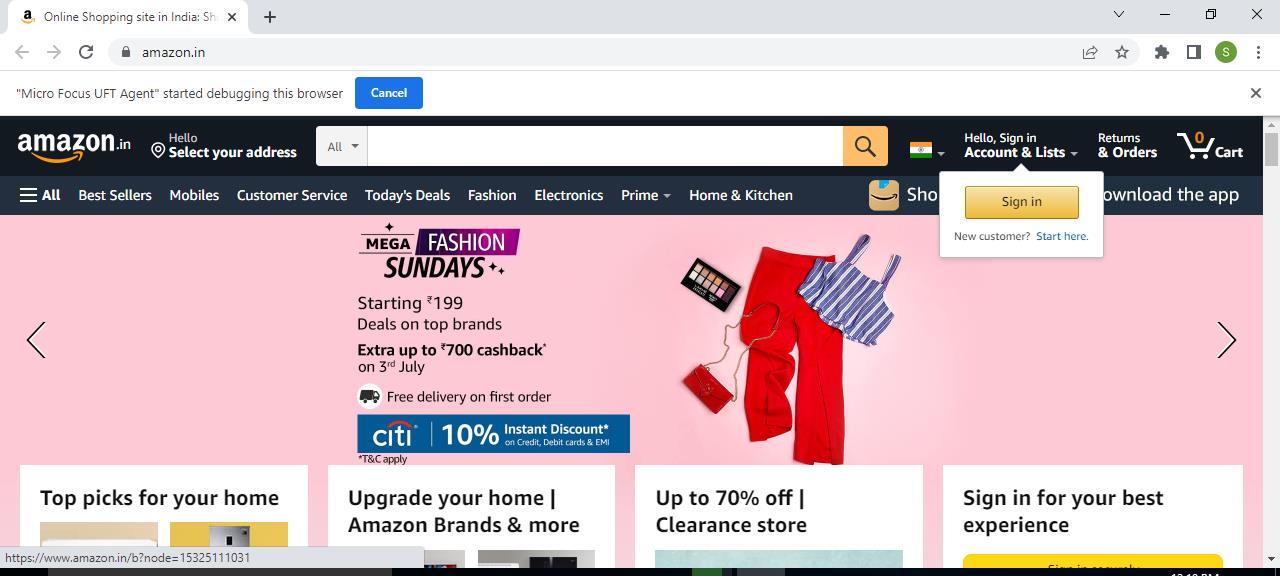 Online Shopping site in India: Sh
amazon.in
S
"Micro Focus UFT Agent" started debugging this browser
Cancel
amazon.in
Hello
Select your address
All
Hello, Sign in
Account & Lists
Returns
& Orders
0
Cart
All
Best Sellers
Mobiles
Customer Service
Today's Deals
Fashion
Electronics
Prime
Home & Kitchen
Sho
ownload the app
Sign in
New customer? Start here.
MEGA FASHION
SUNDAYS
Starting ₹199
Deals on top brands
Extra up to ₹700 cashback*
on 3rd July
Free delivery on first order
citi
10%
Instant Discount*
on Credit, Debit cards & EMI
*T&C apply
Top picks for your home
Upgrade your home |
Amazon Brands & more
Up to 70% off |
Clearance store
Sign in for your best
experience
Sign in securely
https://www.amazon.in/b?node=15325111031